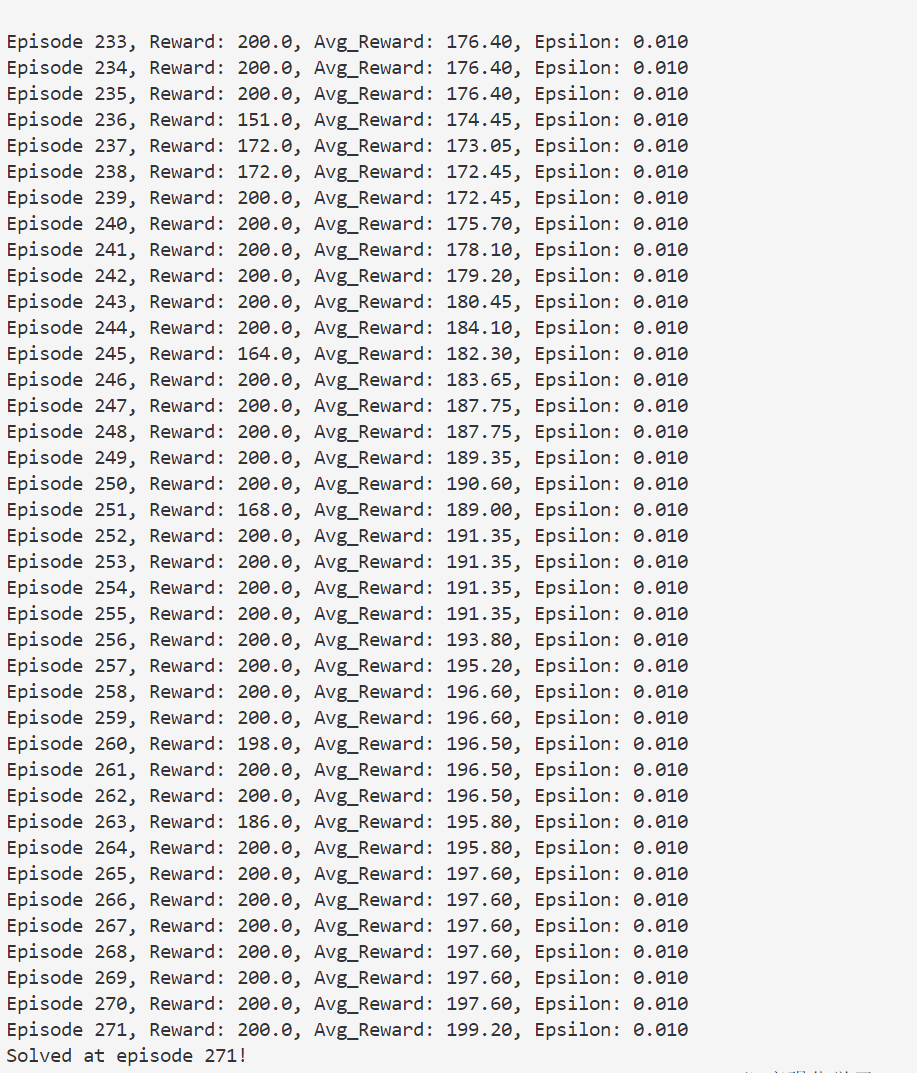 Episode 233, Reward: 200.0, Avg_Reward: 176.40, Epsilon: 0.010
Episode 234, Reward: 200.0, Avg_Reward: 176.40, Epsilon: 0.010
Episode 235, Reward: 200.0, Avg_Reward: 176.40, Epsilon: 0.010
Episode 236, Reward: 151.0, Avg_Reward: 174.45, Epsilon: 0.010
Episode 237, Reward: 172.0, Avg_Reward: 173.05, Epsilon: 0.010
Episode 238, Reward: 172.0, Avg_Reward: 172.45, Epsilon: 0.010
Episode 239, Reward: 200.0, Avg_Reward: 172.45, Epsilon: 0.010
Episode 240, Reward: 200.0, Avg_Reward: 175.70, Epsilon: 0.010
Episode 241, Reward: 200.0, Avg_Reward: 178.10, Epsilon: 0.010
Episode 242, Reward: 200.0, Avg_Reward: 179.20, Epsilon: 0.010
Episode 243, Reward: 200.0, Avg_Reward: 180.45, Epsilon: 0.010
Episode 244, Reward: 200.0, Avg_Reward: 184.10, Epsilon: 0.010
Episode 245, Reward: 164.0, Avg_Reward: 182.30, Epsilon: 0.010
Episode 246, Reward: 200.0, Avg_Reward: 183.65, Epsilon: 0.010
Episode 247, Reward: 200.0, Avg_Reward: 187.75, Epsilon: 0.010
Episode 248, Reward: 200.0, Avg_Reward: 187.75, Epsilon: 0.010
Episode 249, Reward: 200.0, Avg_Reward: 189.35, Epsilon: 0.010
Episode 250, Reward: 200.0, Avg_Reward: 190.60, Epsilon: 0.010
Episode 251, Reward: 168.0, Avg_Reward: 189.00, Epsilon: 0.010
Episode 252, Reward: 200.0, Avg_Reward: 191.35, Epsilon: 0.010
Episode 253, Reward: 200.0, Avg_Reward: 191.35, Epsilon: 0.010
Episode 254, Reward: 200.0, Avg_Reward: 191.35, Epsilon: 0.010
Episode 255, Reward: 200.0, Avg_Reward: 191.35, Epsilon: 0.010
Episode 256, Reward: 200.0, Avg_Reward: 193.80, Epsilon: 0.010
Episode 257, Reward: 200.0, Avg_Reward: 195.20, Epsilon: 0.010
Episode 258, Reward: 200.0, Avg_Reward: 196.60, Epsilon: 0.010
Episode 259, Reward: 200.0, Avg_Reward: 196.60, Epsilon: 0.010
Episode 260, Reward: 198.0, Avg_Reward: 196.50, Epsilon: 0.010
Episode 261, Reward: 200.0, Avg_Reward: 196.50, Epsilon: 0.010
Episode 262, Reward: 200.0, Avg_Reward: 196.50, Epsilon: 0.010
Episode 263, Reward: 186.0, Avg_Reward: 195.80, Epsilon: 0.010
Episode 264, Reward: 200.0, Avg_Reward: 195.80, Epsilon: 0.010
Episode 265, Reward: 200.0, Avg_Reward: 197.60, Epsilon: 0.010
Episode 266, Reward: 200.0, Avg_Reward: 197.60, Epsilon: 0.010
Episode 267, Reward: 200.0, Avg_Reward: 197.60, Epsilon: 0.010
Episode 268, Reward: 200.0, Avg_Reward: 197.60, Epsilon: 0.010
Episode 269, Reward: 200.0, Avg_Reward: 197.60, Epsilon: 0.010
Episode 270, Reward: 200.0, Avg_Reward: 197.60, Epsilon: 0.010
Episode 271, Reward: 200.0, Avg_Reward: 199.20, Epsilon: 0.010
Solved at episode 271!